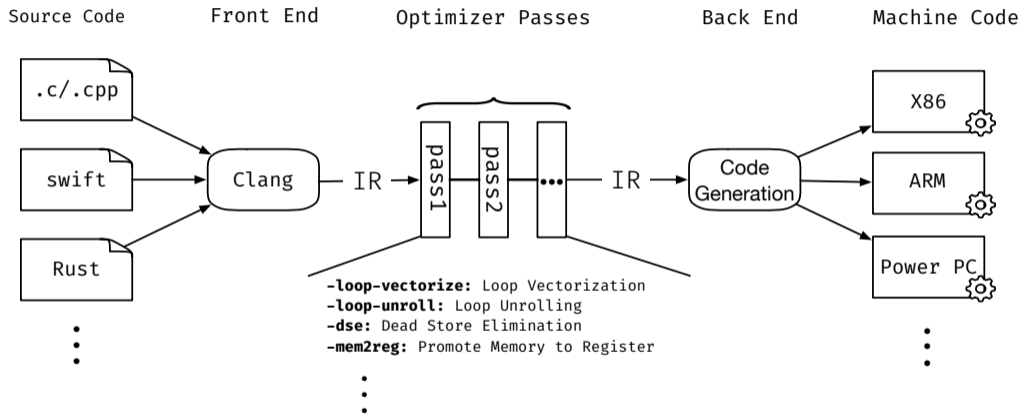 Source Code
Front End
Optimizer Passes
Back End
Machine Code
.c/.cpp
swift
Rust
Clang
IR
pass1
pass2
...
IR
Code
Generation
X86
ARM
Power PC
-loop-vectorize: Loop Vectorization
-loop-unroll: Loop Unrolling
-dse: Dead Store Elimination
-mem2reg: Promote Memory to Register